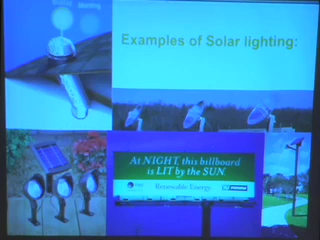 Examples of Solar lighting:
At NIGHT, this billboard
is LIT by the SUN.
Renewable Energy.